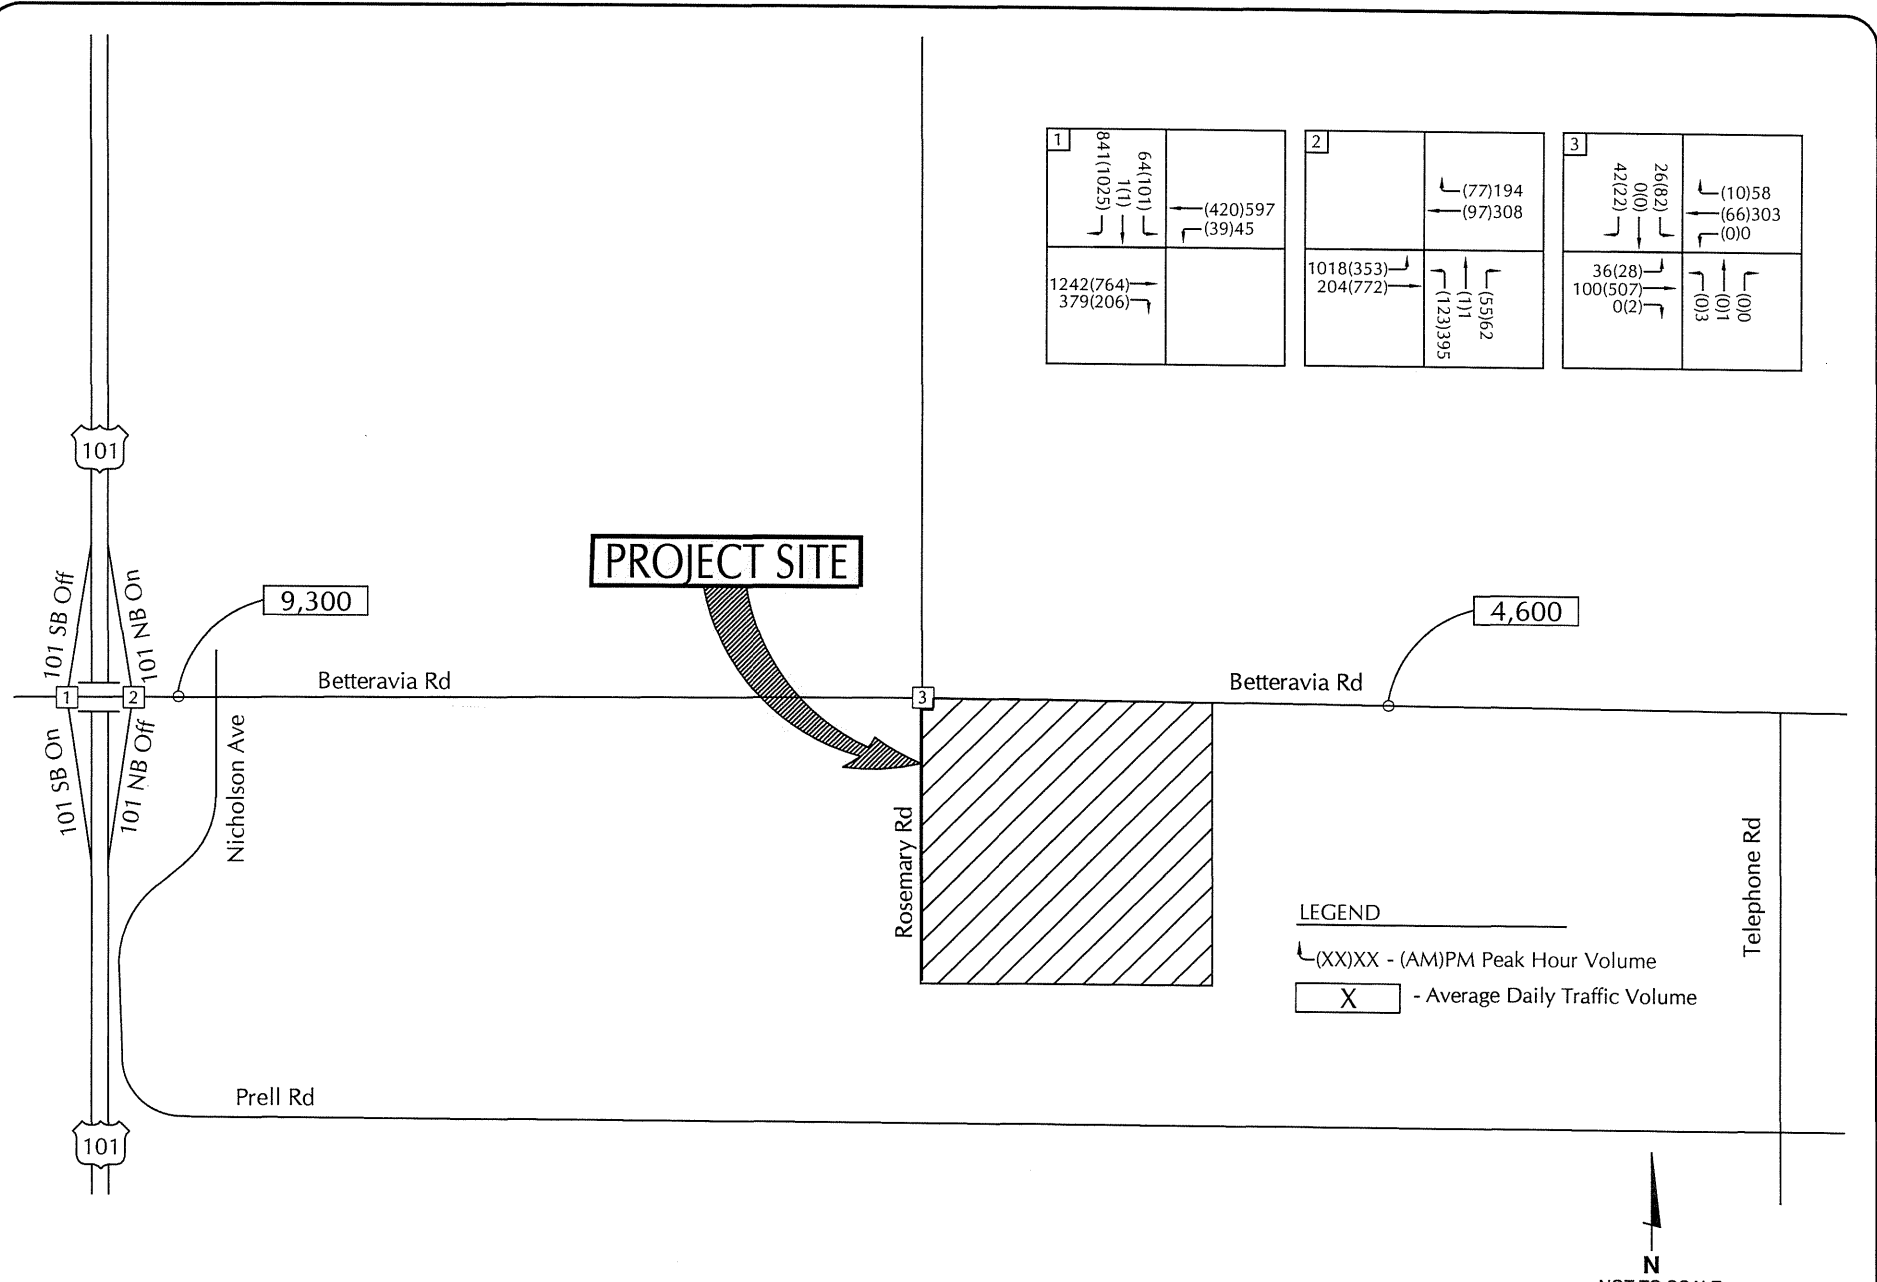 1
841(1025)
1(1)
64(101)
(420)597
(39)45
1242(764)
379(206)
2
(77)194
(97)308
1018(353)
204(772)
(123)395
(1)1
(55)62
3
42(22)
0(0)
26(82)
(10)58
(66)303
(0)0
36(28)
100(507)
0(2)
(0)3
(0)1
(0)0
101
PROJECT SITE
9,300
4,600
101 SB Off
101 NB On
Betteravia Rd
Betteravia Rd
1
2
3
101 SB On
101 NB Off
Nicholson Ave
Rosemary Rd
Telephone Rd
LEGEND
(XX)XX - (AM)PM Peak Hour Volume
X - Average Daily Traffic Volume
Prell Rd
101
N